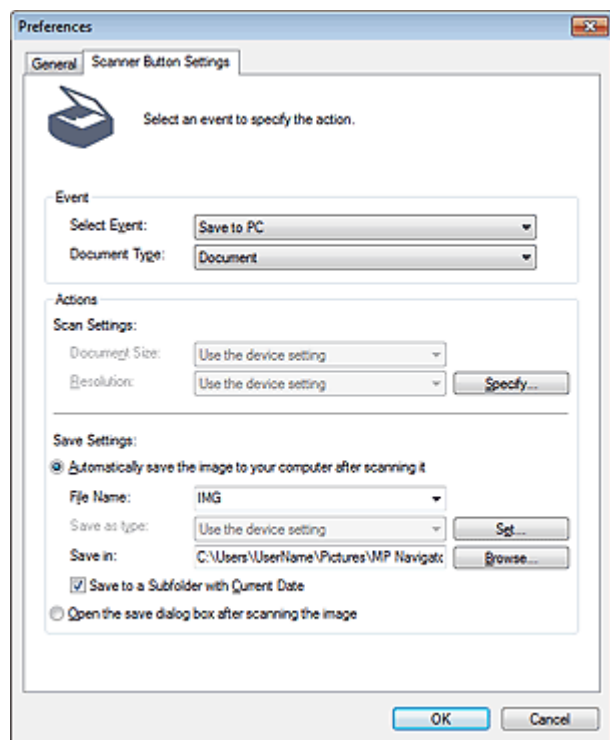 Preferences
General
Scanner Button Settings
Select an event to specify the action.
Event
Select Event: Save to PC
Document Type: Document
Actions
Scan Settings:
Document Size: Use the device setting
Resolution: Use the device setting Specify...
Save Settings:
Automatically save the image to your computer after scanning it
File Name: IMG
Save as type: Use the device setting Set...
Save in: C:\Users\UserName\Pictures\MP Navigato Browse...
Save to a Subfolder with Current Date
Open the save dialog box after scanning the image
OK Cancel